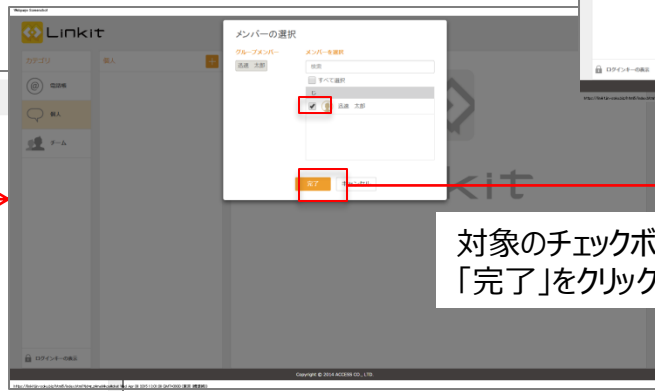 Linkit
カテゴリ
個人
電話帳
個人
チーム
ログインキーの表示
メンバーの選択
グループメンバー
メンバーを選択
迅速 太郎
検索
すべて選択
じ
迅速 太郎
完了
キャンセル
kit
Copyright © 2014 ACCESS CO., LTD.
ログインキーの表示
対象のチェックボ
「完了」をクリック